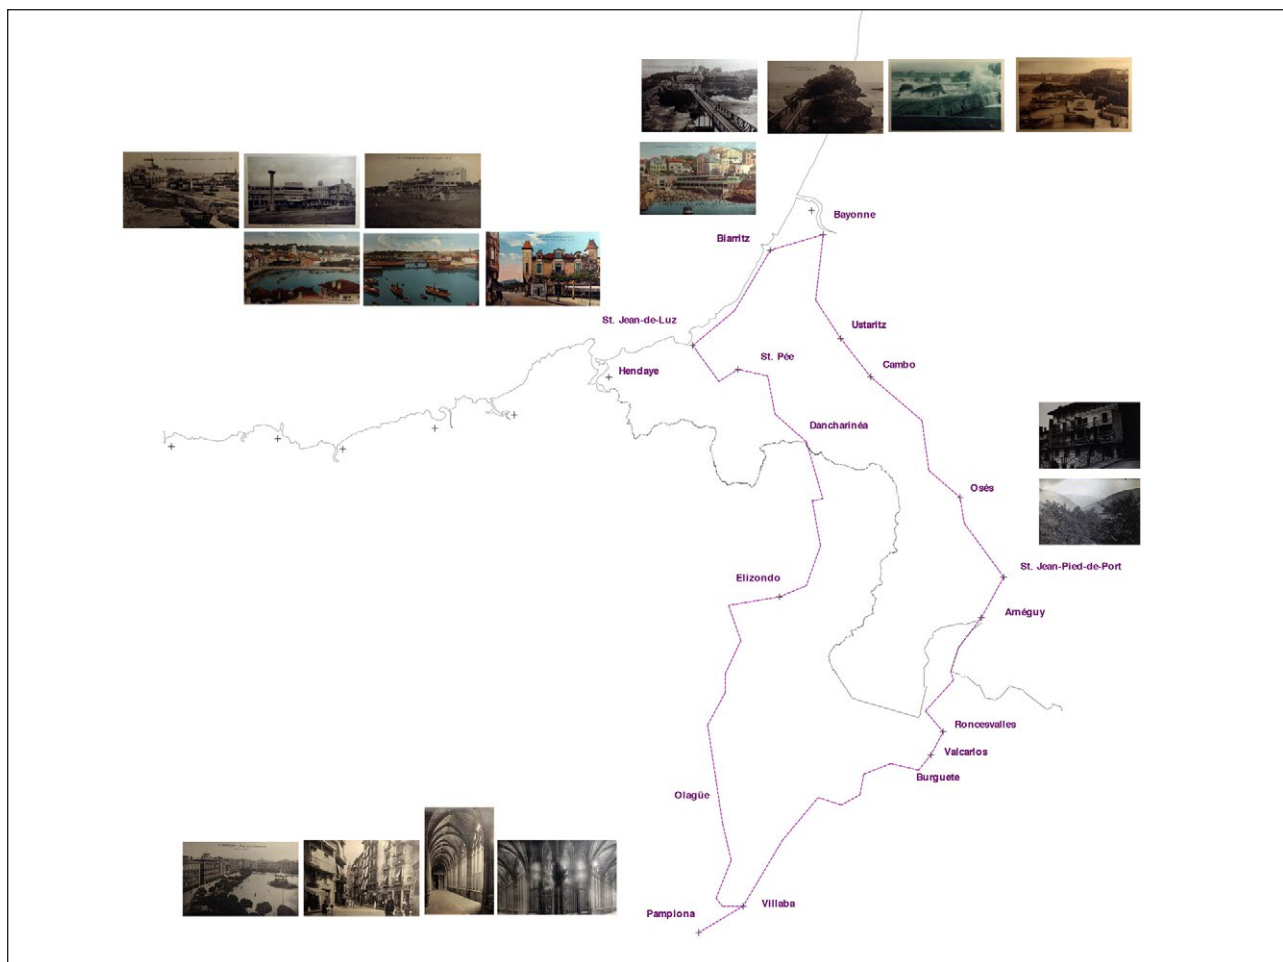 Bayonne
Biarritz
St. Jean-de-Luz
Ustaritz
St. Pée
Cambo
Hendaye
Dancharinéa
Osés
St. Jean-Pied-de-Port
Elizondo
Arnéguy
Roncesvalles
Valcarlos
Burguete
Olagüe
Villaba
Pamplona